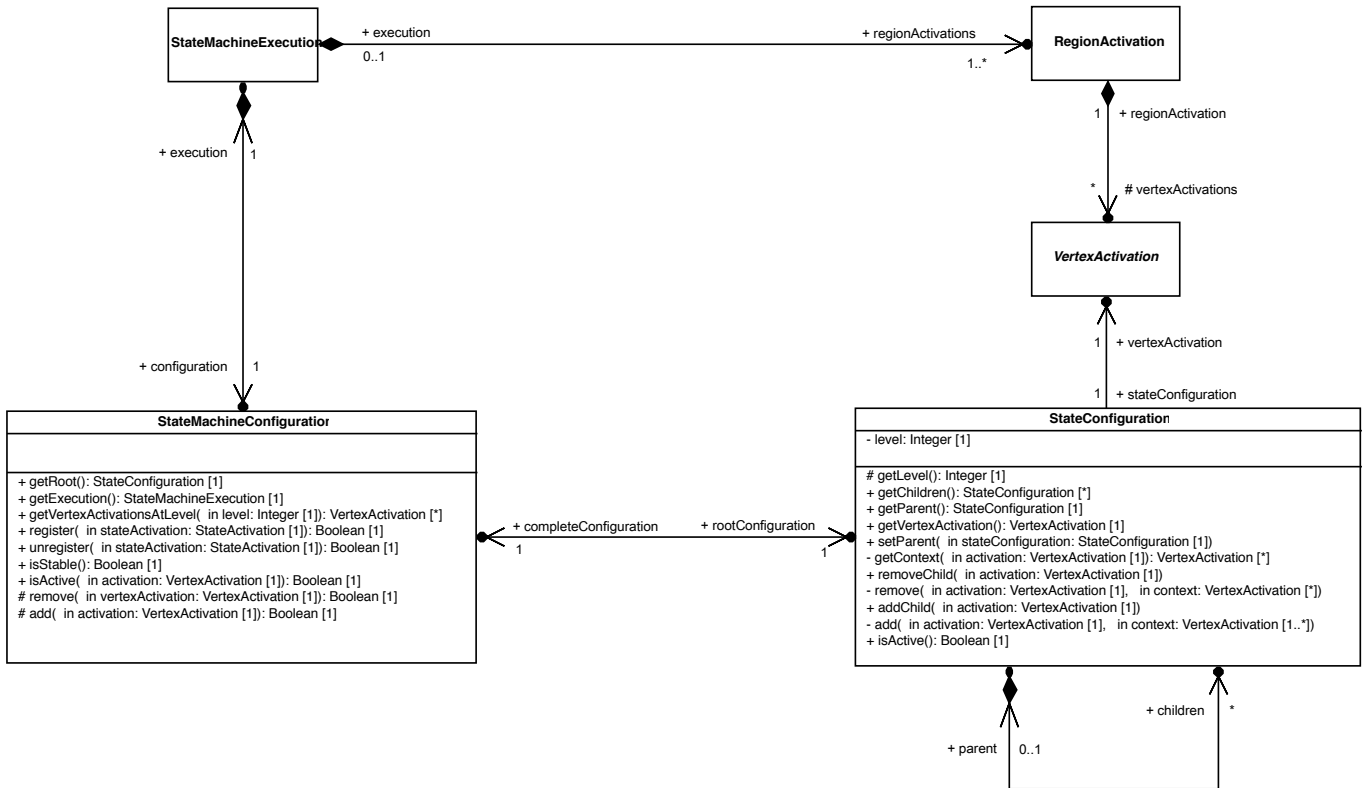 StateMachineExecution
+ execution
0..1
+ regionActivations
1..*
RegionActivation
1
+ regionActivation
+ execution
1
*
# vertexActivations
VertexActivation
1
+ vertexActivation
+ configuration
1
1
+ stateConfiguration
StateMachineConfiguration
+ getRoot(): StateConfiguration [1]
+ getExecution(): StateMachineExecution [1]
+ getVertexActivationsAtLevel(  in level: Integer [1]): VertexActivation [*]
+ register(  in stateActivation: StateActivation [1]): Boolean [1]
+ unregister(  in stateActivation: StateActivation [1]): Boolean [1]
+ isStable(): Boolean [1]
+ isActive(  in activation: VertexActivation [1]): Boolean [1]
# remove(  in vertexActivation: VertexActivation [1]): Boolean [1]
# add(  in activation: VertexActivation [1]): Boolean [1]
+ completeConfiguration
1
+ rootConfiguration
1
StateConfiguration
- level: Integer [1]
# getLevel(): Integer [1]
+ getChildren(): StateConfiguration [*]
+ getParent(): StateConfiguration [1]
+ getVertexActivation(): VertexActivation [1]
+ setParent(  in stateConfiguration: StateConfiguration [1])
- getContext(  in activation: VertexActivation [1]): VertexActivation [*]
+ removeChild(  in activation: VertexActivation [1])
- remove(  in activation: VertexActivation [1],   in context: VertexActivation [*])
+ addChild(  in activation: VertexActivation [1])
- add(  in activation: VertexActivation [1],   in context: VertexActivation [1..*])
+ isActive(): Boolean [1]
+ children
*
+ parent
0..1